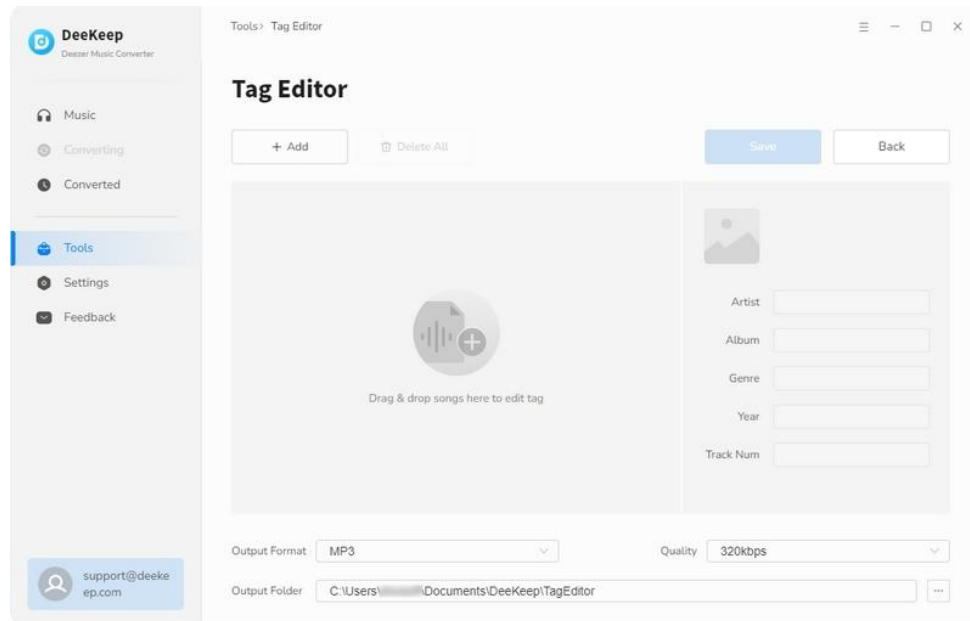 DeeKeep
Deezer Music Converter
Music
Converting
Converted
Tools
Settings
Feedback
support@deeke
ep.com
Tools> Tag Editor
Tag Editor
+ Add
Delete All
Save
Back
Drag & drop songs here to edit tag
Artist
Album
Genre
Year
Track Num
Output Format MP3
Quality 320kbps
Output Folder C:\Users\ \Documents\DeeKeep\TagEditor